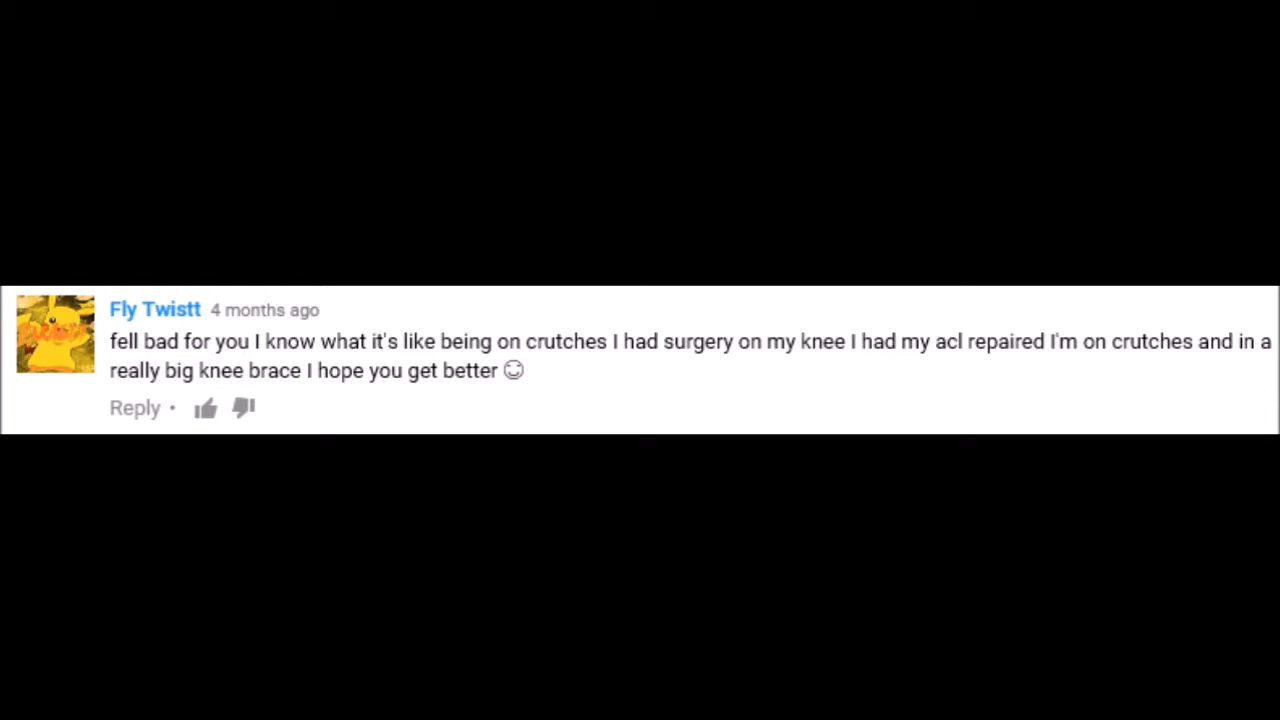 Fly Twistt 4 months ago
fell bad for you I know what it's like being on crutches I had surgery on my knee I had my acl repaired I'm on crutches and in a
really big knee brace I hope you get better ☺
Reply •